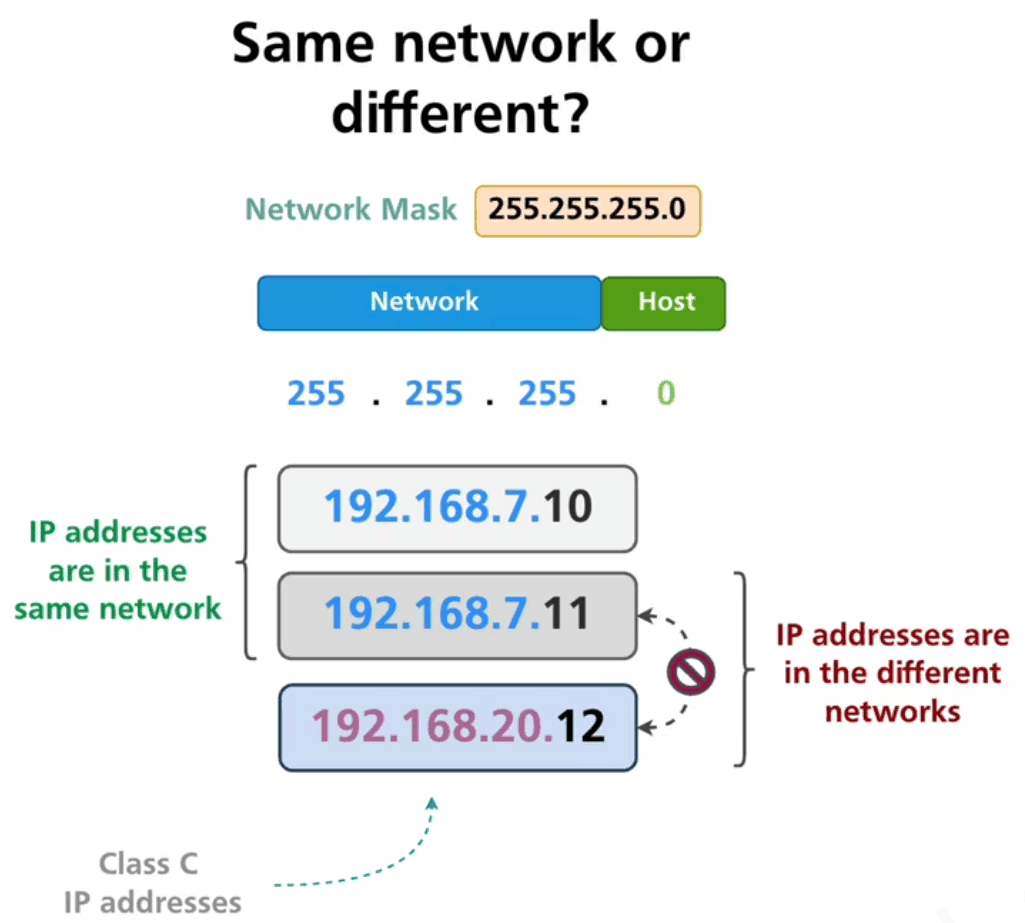 Same network or
different?
Network Mask 255.255.255.0
Network Host
255 . 255 . 255 . 0
192.168.7.10
IP addresses
are in the
same network
192.168.7.11
IP addresses are
in the different
networks
192.168.20.12
Class C
IP addresses